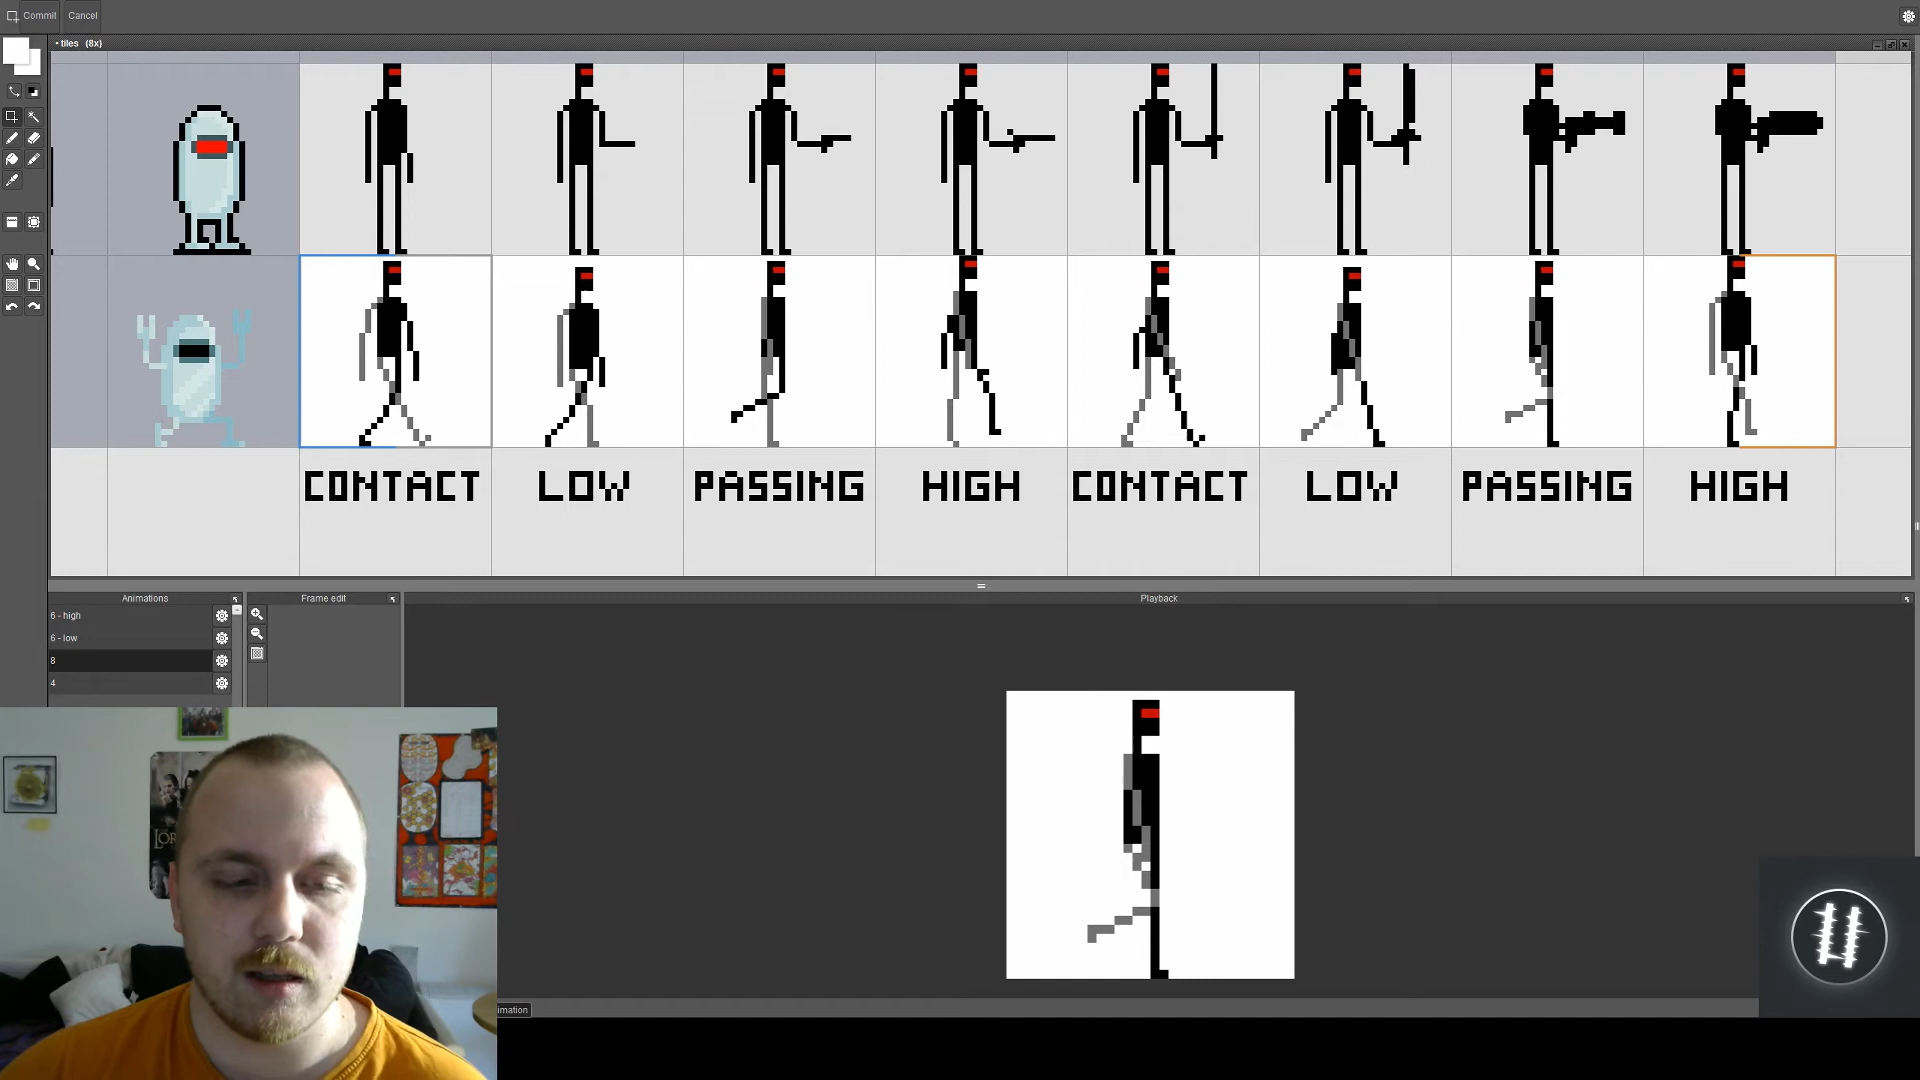 Commit Cancel
• tiles (8x)
CONTACT LOW PASSING HIGH CONTACT LOW PASSING HIGH
Animations Frame edit Playback
6 - high
6 - low
8
4
LOR
imation